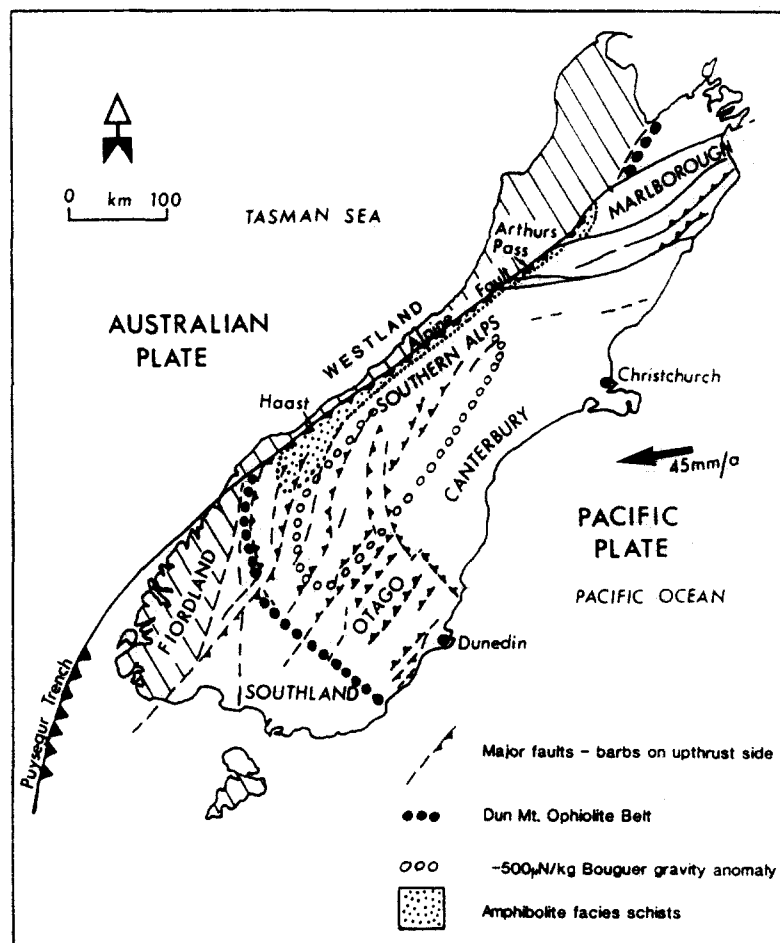 0 km 100
TASMAN SEA
MARLBOROUGH
Arthurs
Pass
Alpine Fault
WESTLAND
AUSTRALIAN
PLATE
SOUTHERN ALPS
Haast
Christchurch
CANTERBURY
45mm/a
PACIFIC
PLATE
PACIFIC OCEAN
FIORDLAND
OTAGO
Dunedin
SOUTHLAND
Puysegur Trench
Major faults - barbs on upthrust side
Dun Mt. Ophiolite Belt
-500µN/kg Bouguer gravity anomaly
Amphibolite facies schists